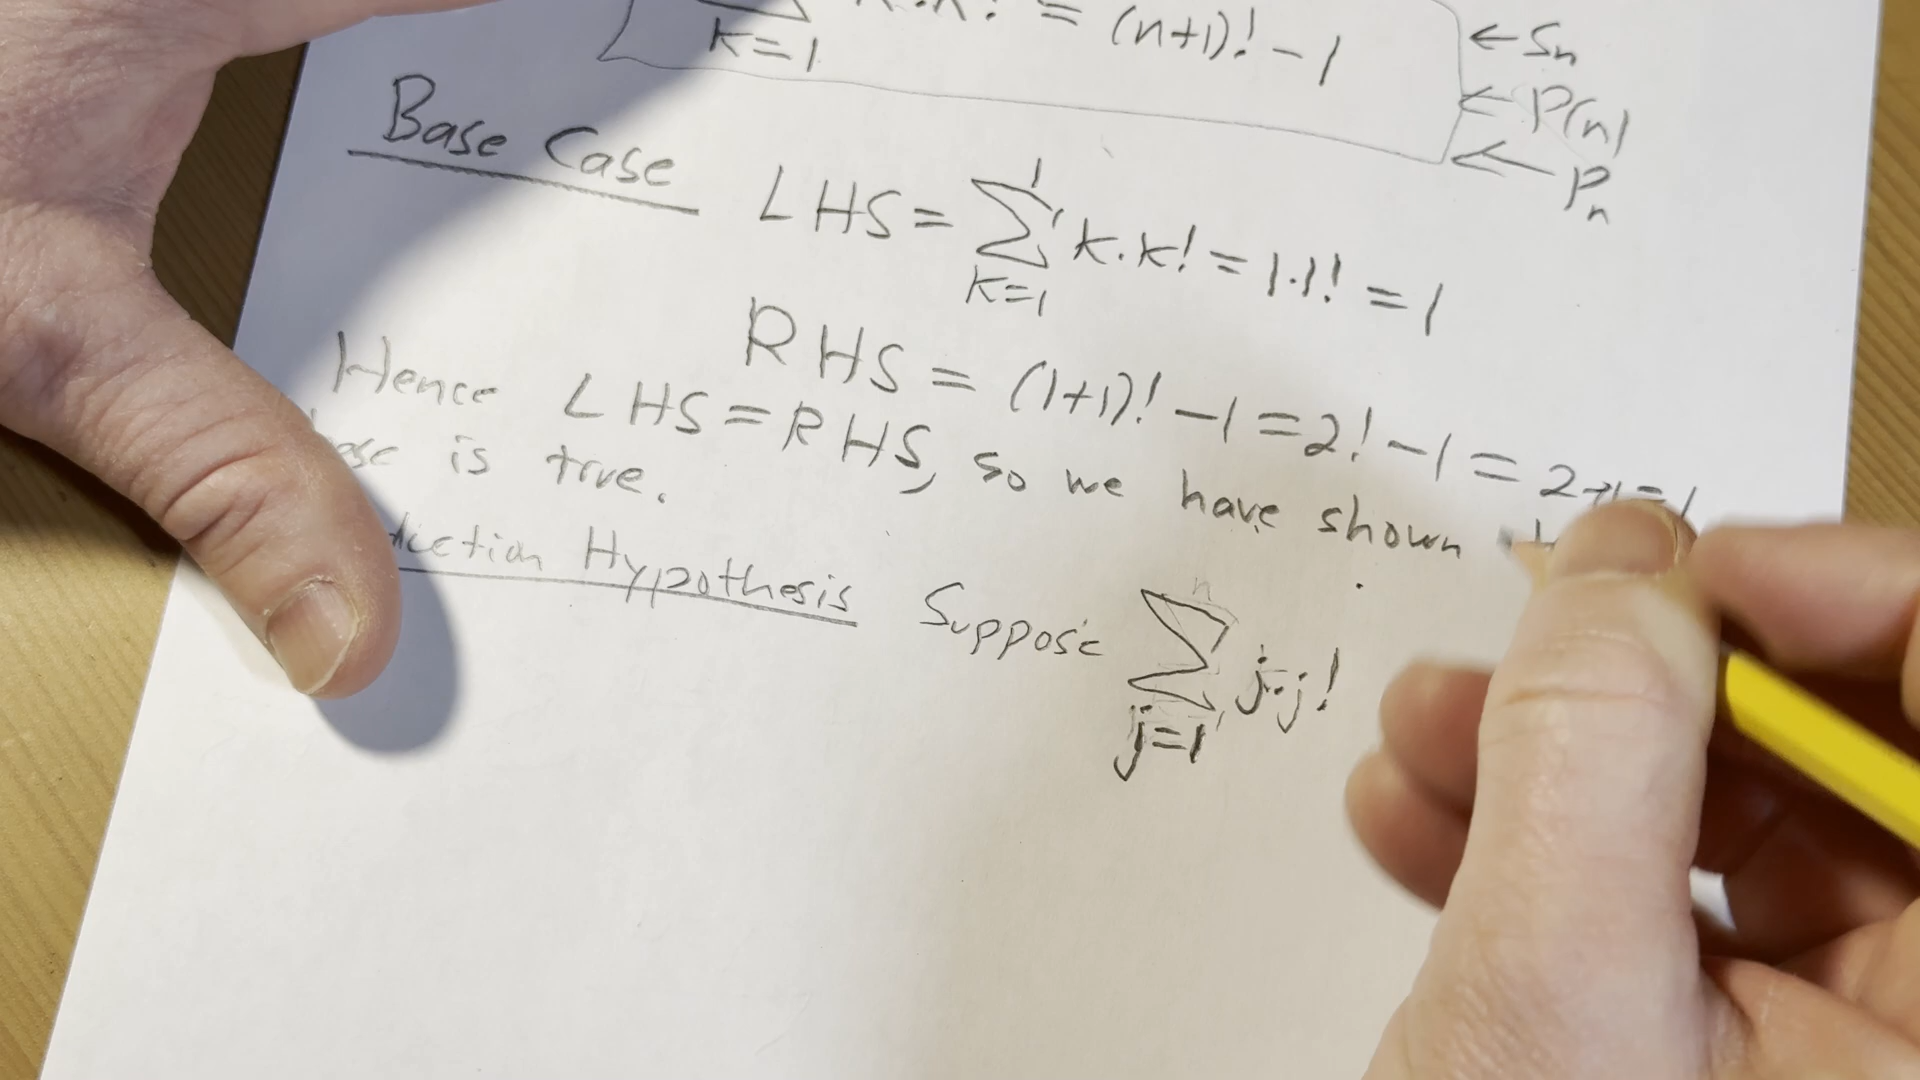 k=1 = (n+1)! - 1 ← Sn
← P(n)
← Pn
Base Case LHS = ∑ 1 k=1 k·k! = 1·1! = 1
RHS = (1+1)! - 1 = 2! - 1 = 2-1=1
Hence LHS = RHS, so we have shown
is true.
Hypothesis Suppose ∑ n j=1 j·j!